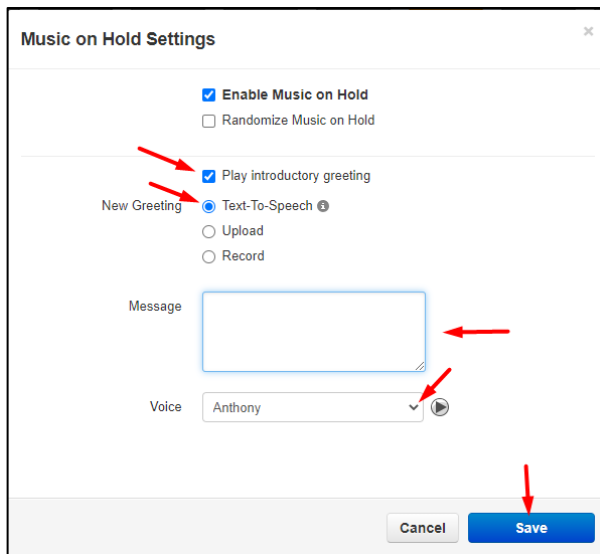 Music on Hold Settings ×
Enable Music on Hold
Randomize Music on Hold
Play introductory greeting
New Greeting Text-To-Speech
Upload
Record
Message
Voice Anthony
Cancel Save